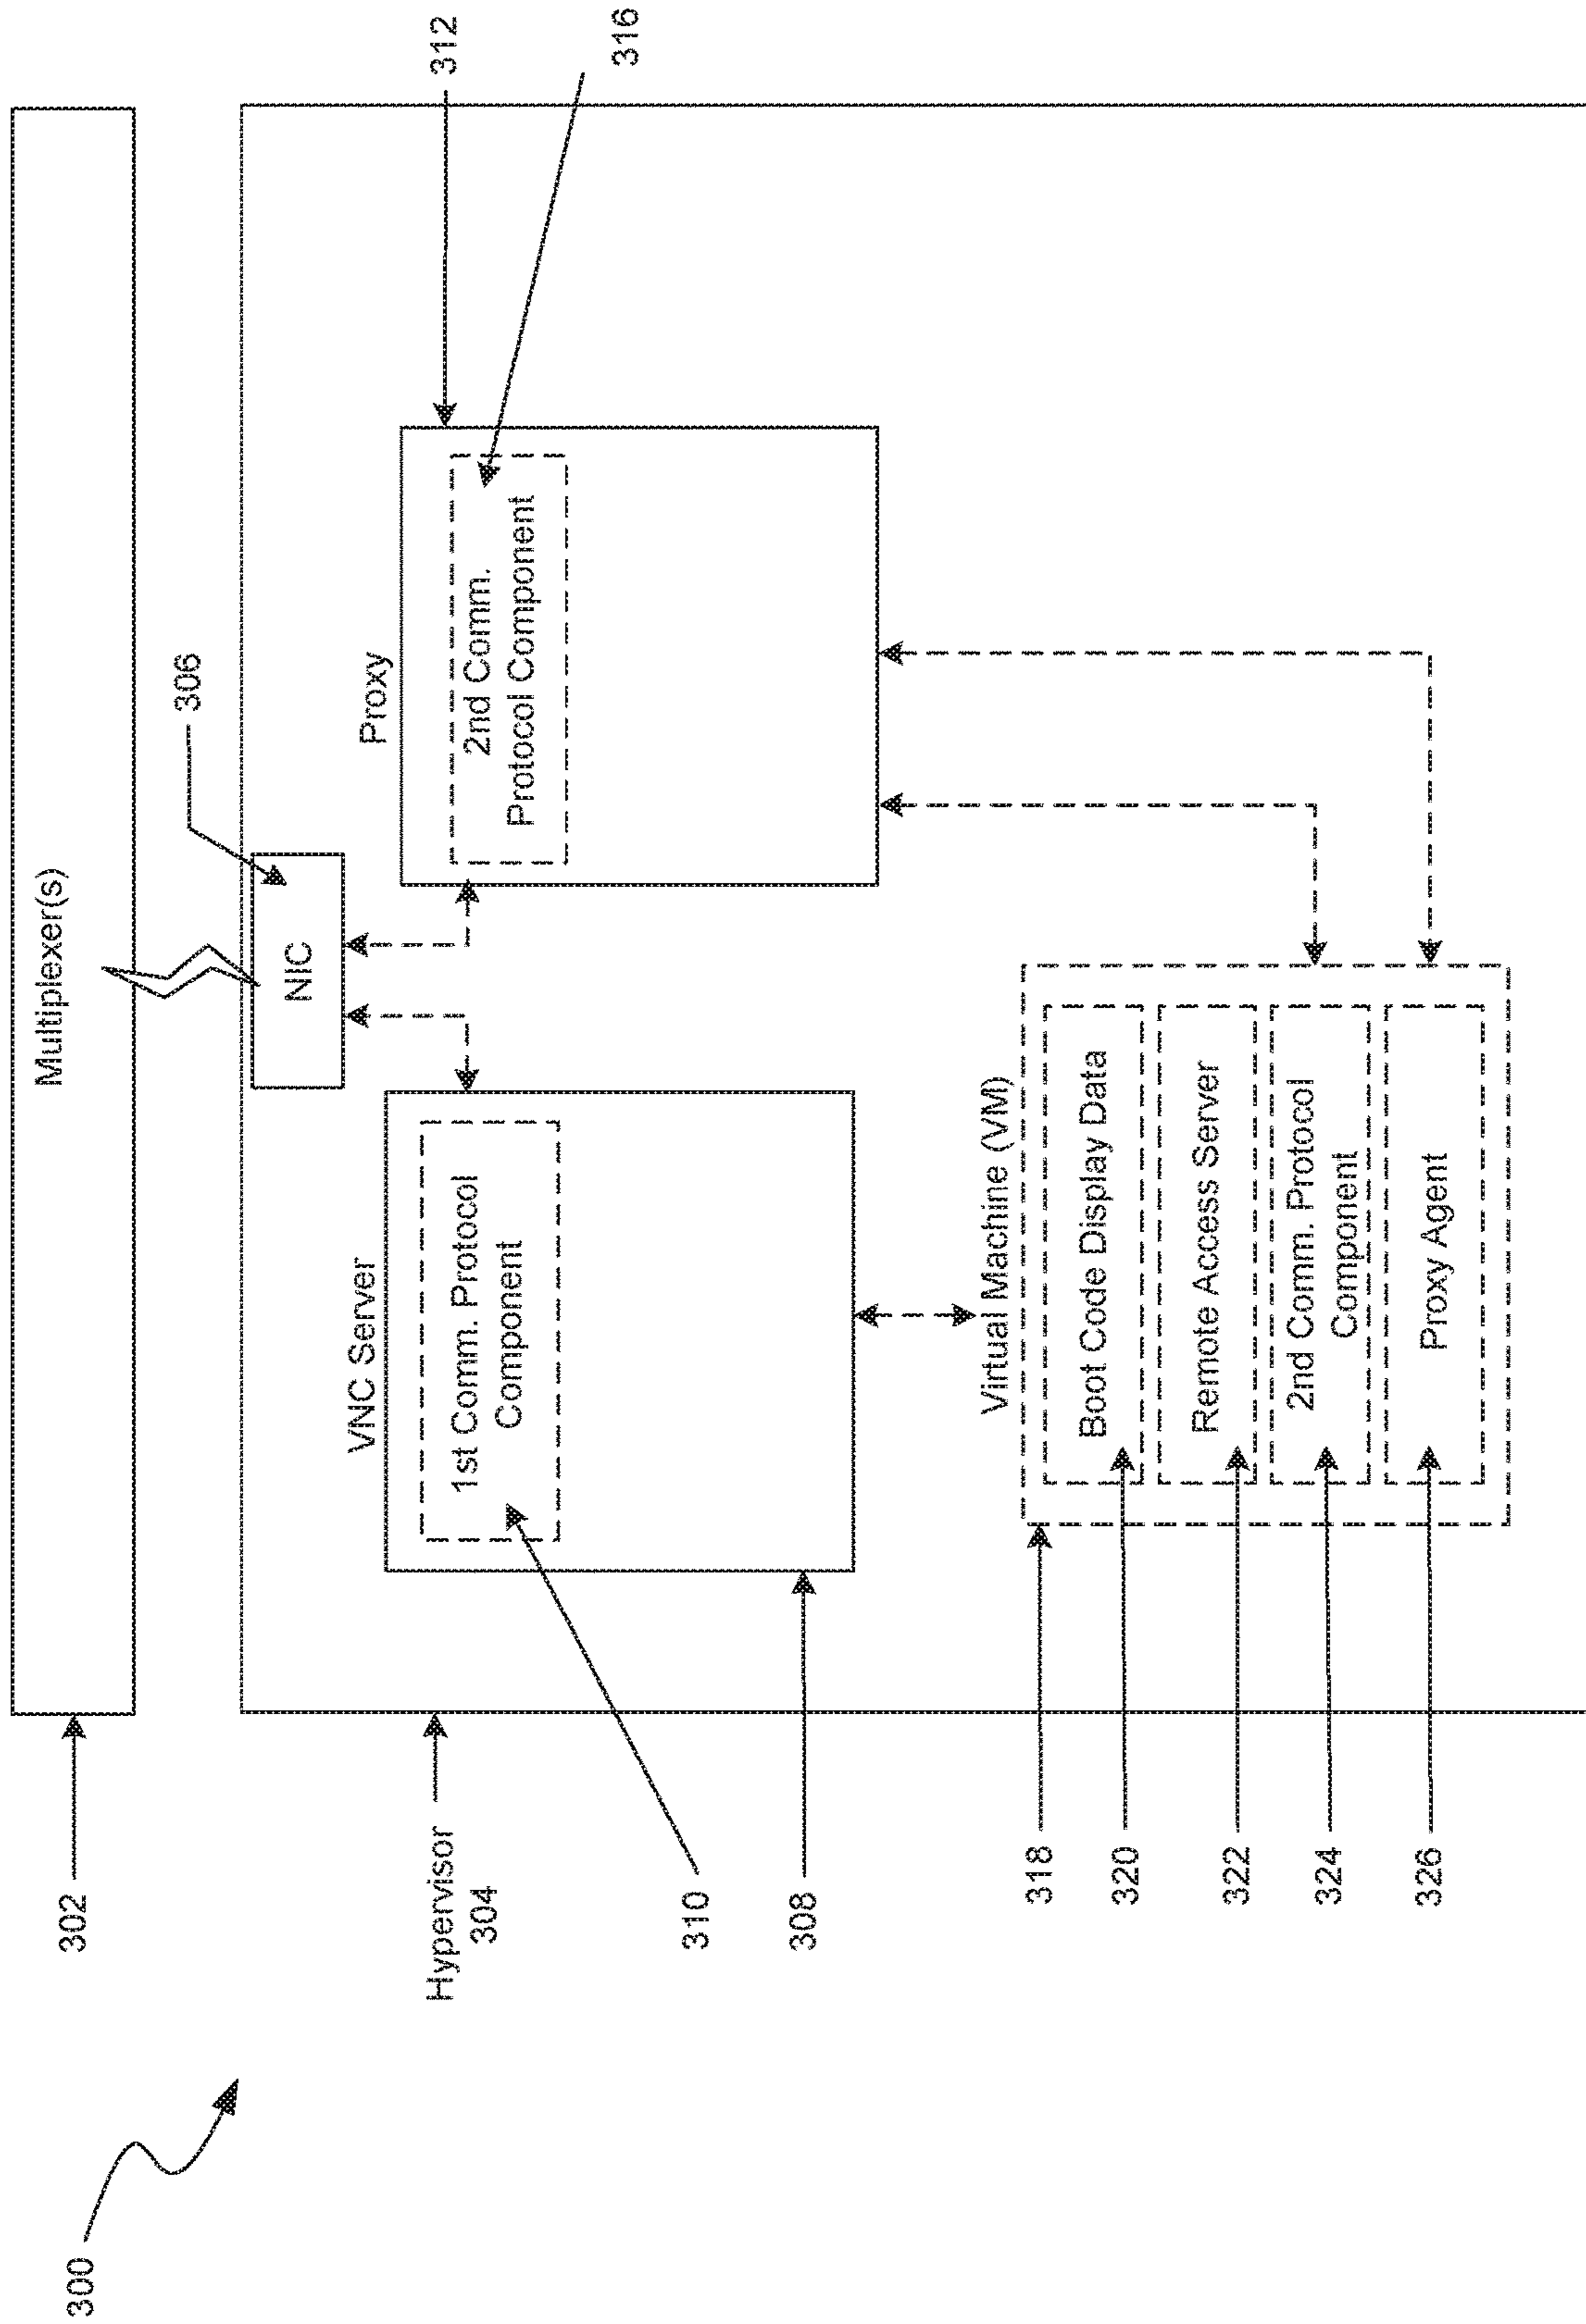 300
302
Multiplexer(s)
Hypervisor
304
NIC
306
VNC Server
1st Comm. Protocol
Component
310
308
Proxy
2nd Comm.
Protocol Component
312
316
Virtual Machine (VM)
318
Boot Code Display Data
320
Remote Access Server
322
2nd Comm. Protocol
Component
324
Proxy Agent
326